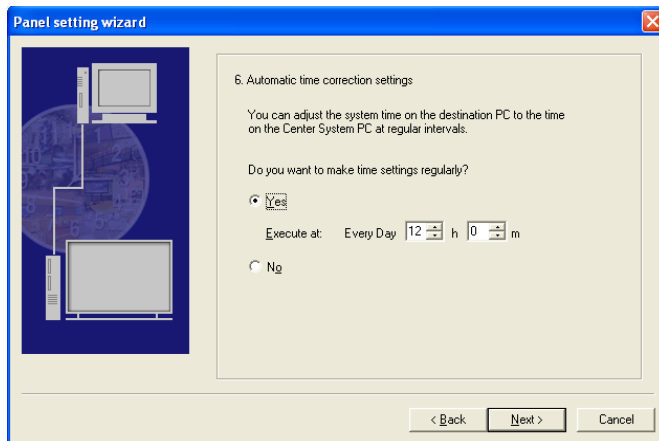 Panel setting wizard
6. Automatic time correction settings
You can adjust the system time on the destination PC to the time
on the Center System PC at regular intervals.
Do you want to make time settings regularly?
Yes
Execute at: Every Day 12 h 0 m
No
< Back Next > Cancel